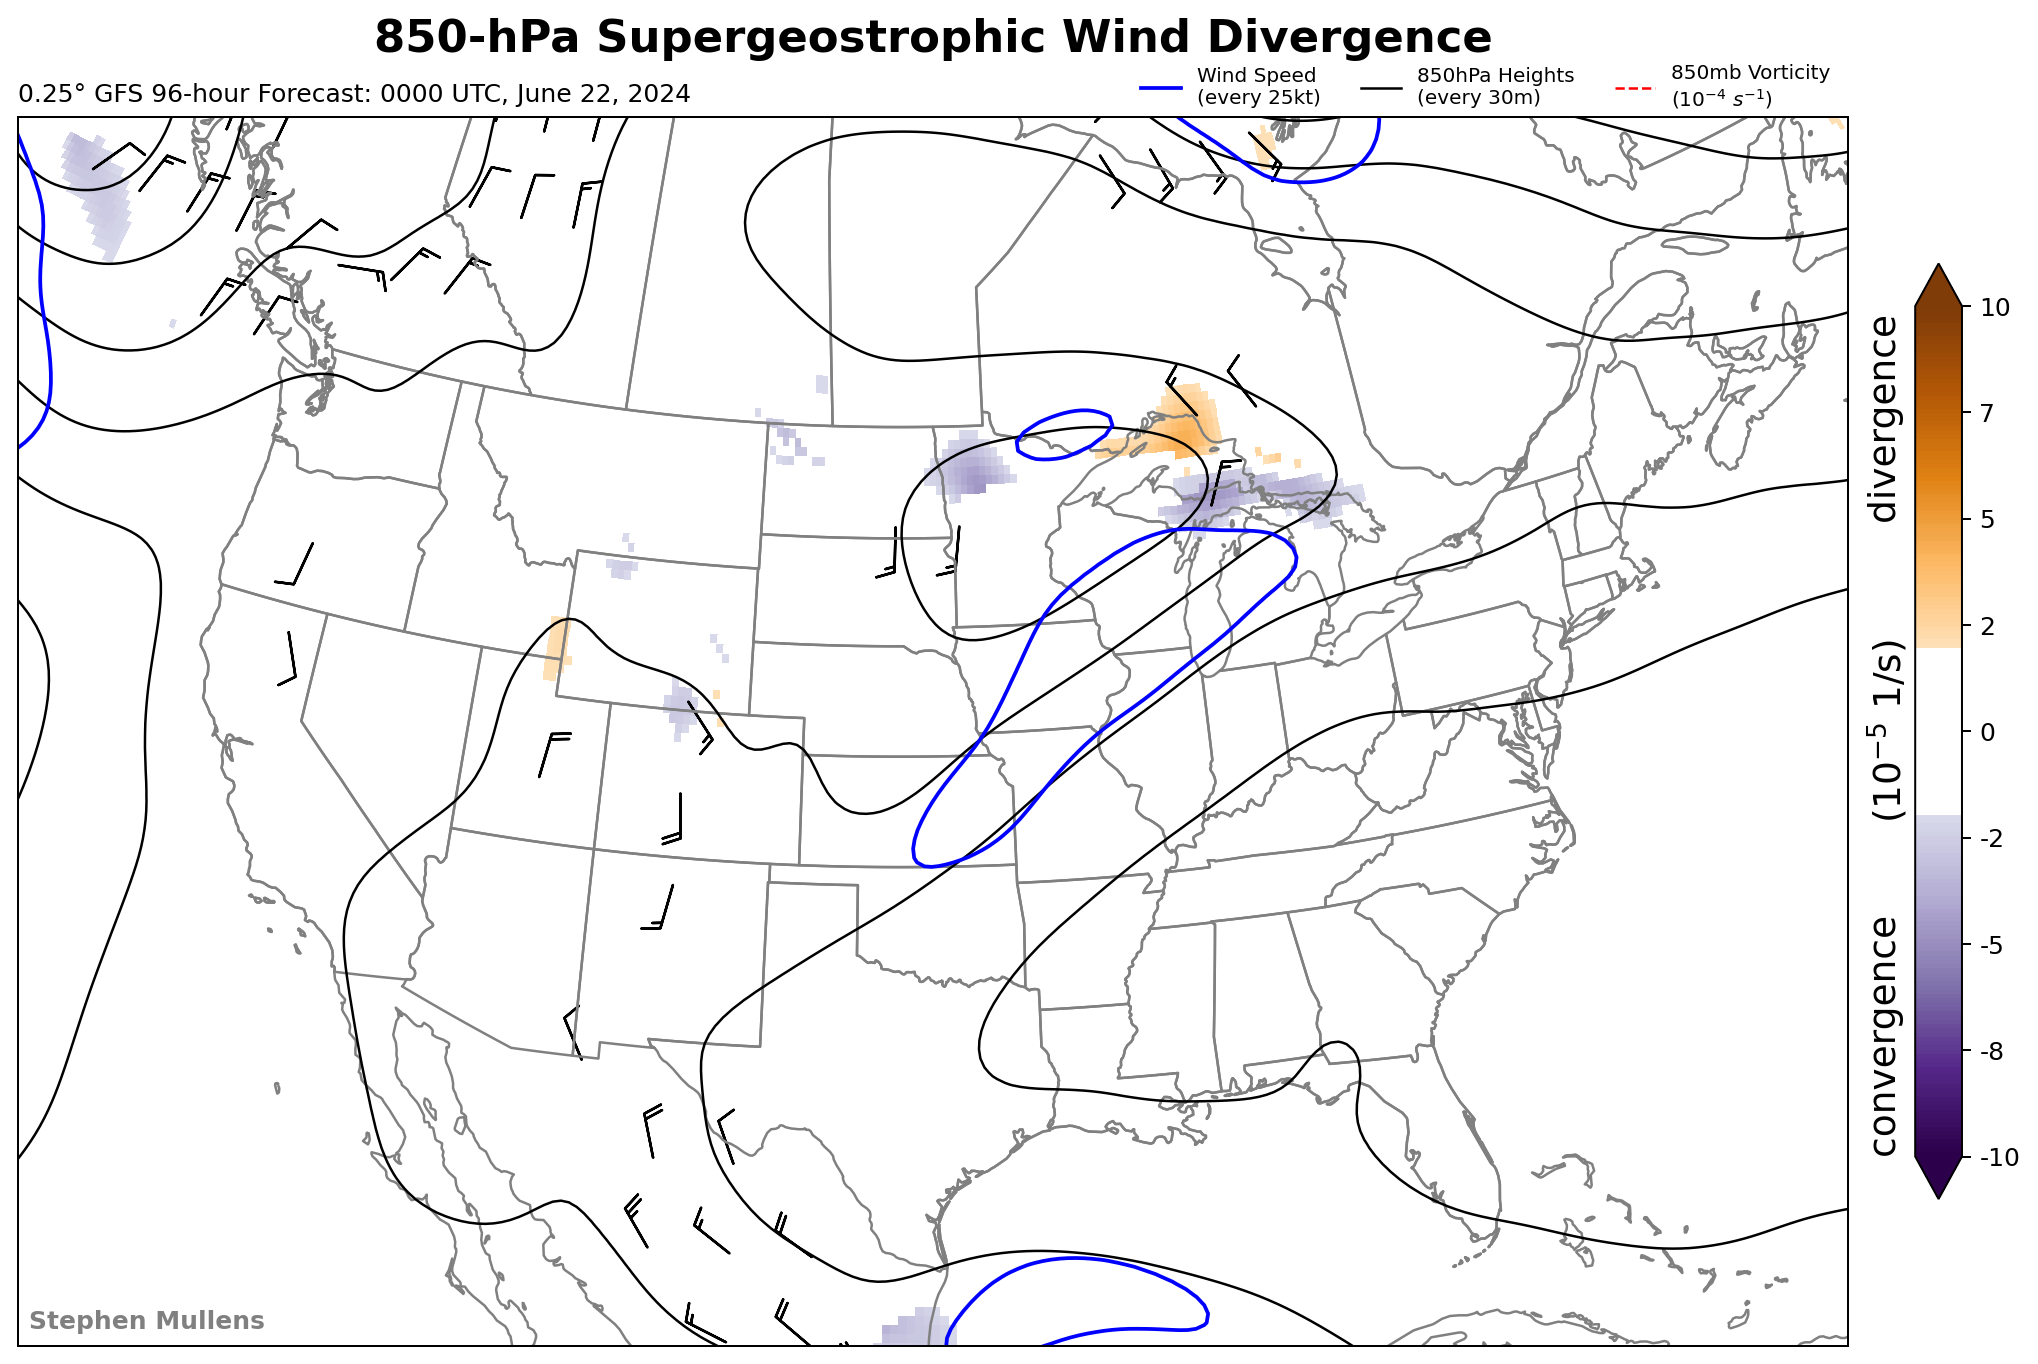 850-hPa Supergeostrophic Wind Divergence
0.25° GFS 96-hour Forecast: 0000 UTC, June 22, 2024
Wind Speed
(every 25kt)
850hPa Heights
(every 30m)
850mb Vorticity
(10⁻⁴ s⁻¹)
10
7
5
2
0
-2
-5
-8
-10
convergence (10⁻⁵ 1/s) divergence
Stephen Mullens